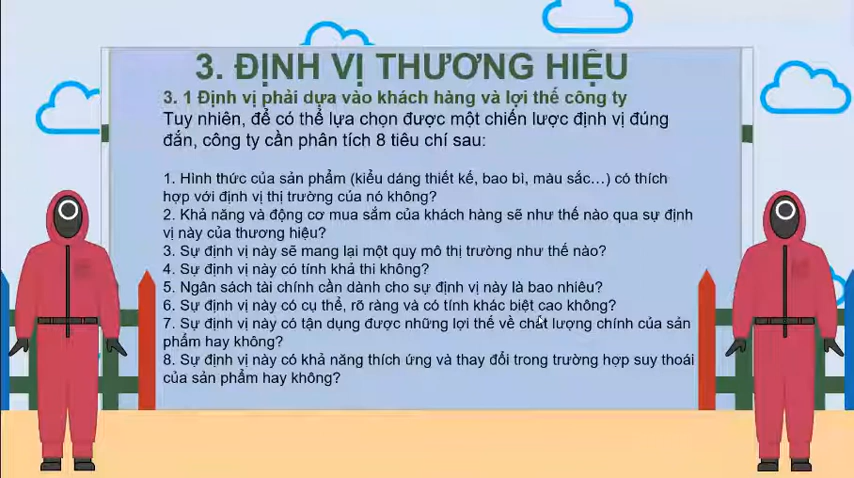 3. ĐỊNH VỊ THƯƠNG HIỆU
3. 1 Định vị phải dựa vào khách hàng và lợi thế công ty
Tuy nhiên, để có thể lựa chọn được một chiến lược định vị đúng
đắn, công ty cần phân tích 8 tiêu chí sau:
1. Hình thức của sản phẩm (kiểu dáng thiết kế, bao bì, màu sắc...) có thích
hợp với định vị thị trường của nó không?
2. Khả năng và động cơ mua sắm của khách hàng sẽ như thế nào qua sự định
vị này của thương hiệu?
3. Sự định vị này sẽ mang lại một quy mô thị trường như thế nào?
4. Sự định vị này có tính khả thi không?
5. Ngân sách tài chính cần dành cho sự định vị này là bao nhiêu?
6. Sự định vị này có cụ thể, rõ ràng và có tính khác biệt cao không?
7. Sự định vị này có tận dụng được những lợi thế về chất lượng chính của sản
phẩm hay không?
8. Sự định vị này có khả năng thích ứng và thay đổi trong trường hợp suy thoái
của sản phẩm hay không?